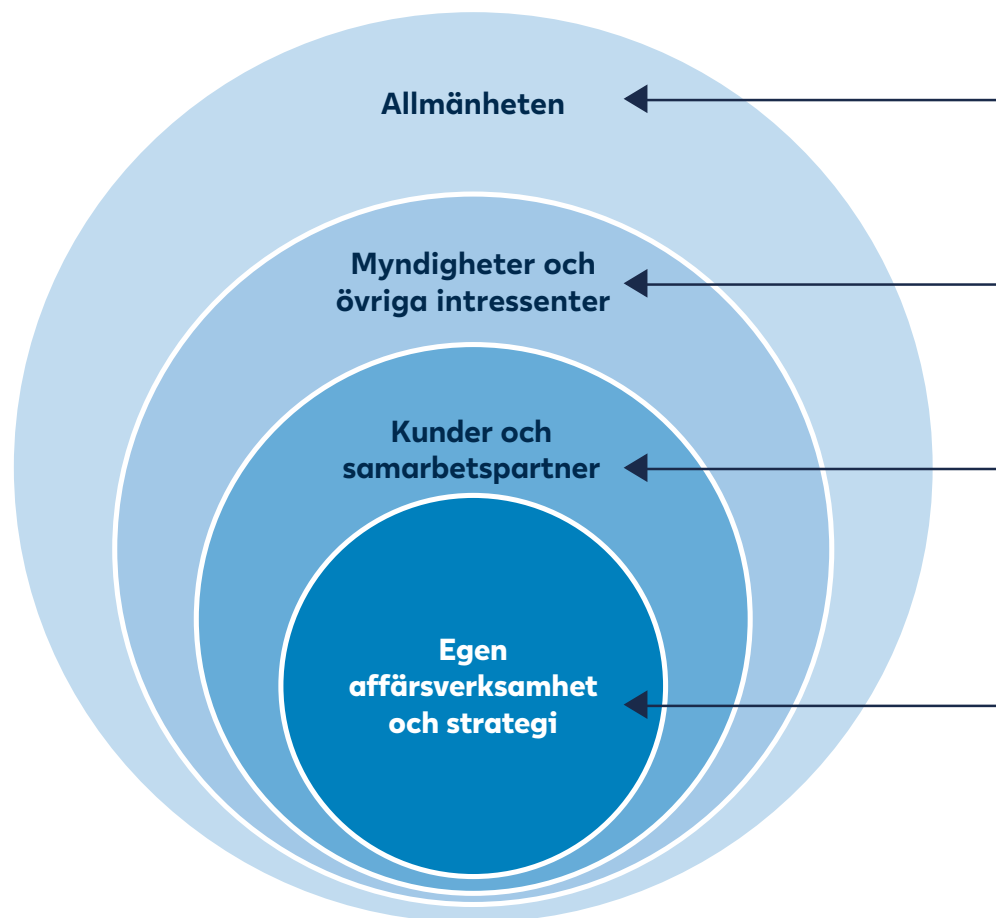 Allmänheten
Myndigheter och
övriga intressenter
Kunder och
samarbetspartner
Egen
affärsverksamhet
och strategi